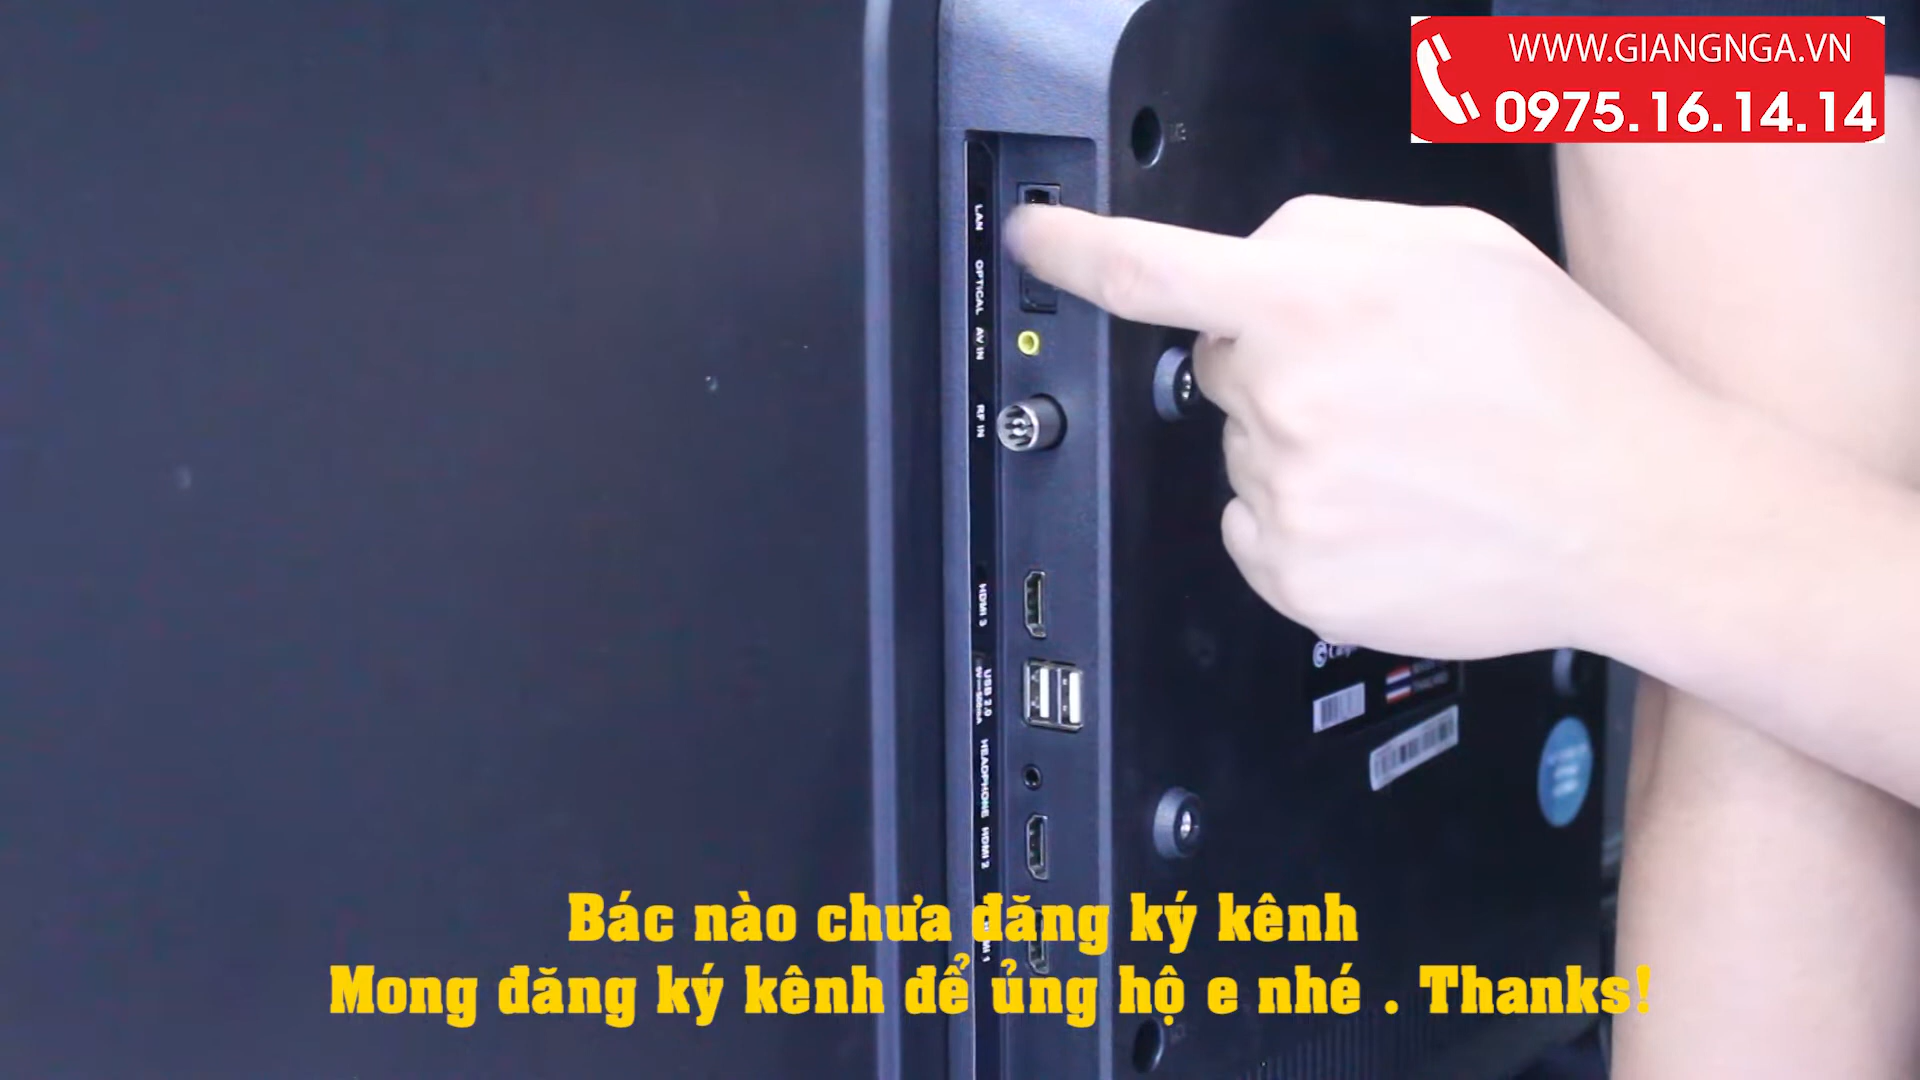 WWW.GIANGNGA.VN
0975.16.14.14
LAN
OPTICAL
AV IN
RF IN
HDMI 3
USB 2.0
HEADPHONE
HDMI 2
Bác nào chưa đăng ký kênh
Mong đăng ký kênh để ủng hộ e nhé . Thanks!